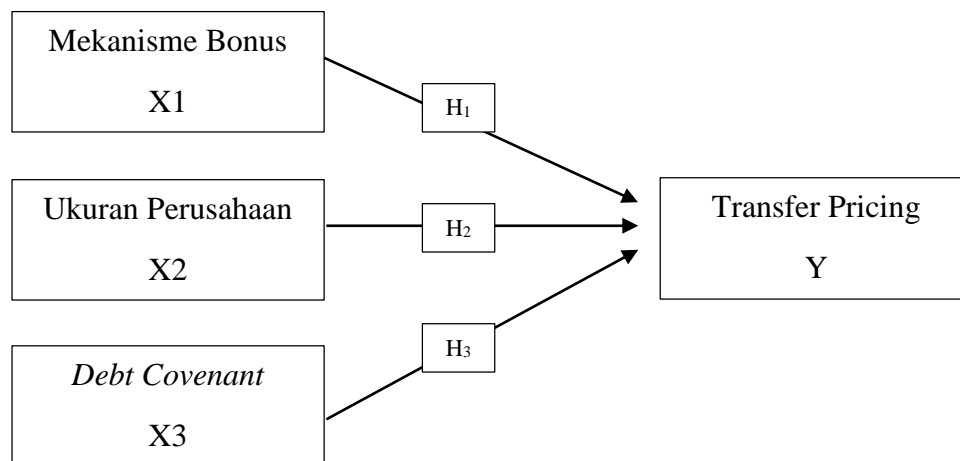 Mekanisme Bonus
X1
H₁
Ukuran Perusahaan
X2
H₂
Transfer Pricing
Y
Debt Covenant
X3
H₃